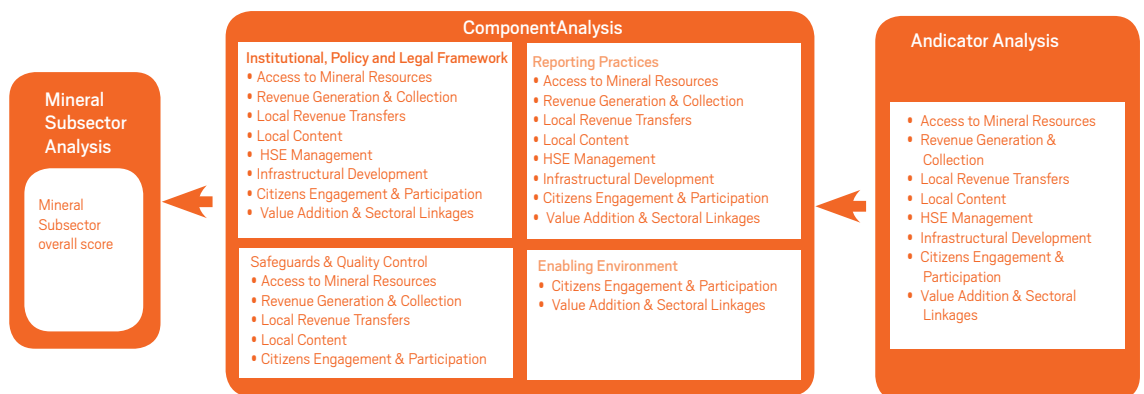 Mineral
Subsector
Analysis
Mineral
Subsector
overall score
ComponentAnalysis
Institutional, Policy and Legal Framework
• Access to Mineral Resources
• Revenue Generation & Collection
• Local Revenue Transfers
• Local Content
• HSE Management
• Infrastructural Development
• Citizens Engagement & Participation
• Value Addition & Sectoral Linkages
Reporting Practices
• Access to Mineral Resources
• Revenue Generation & Collection
• Local Revenue Transfers
• Local Content
• HSE Management
• Infrastructural Development
• Citizens Engagement & Participation
• Value Addition & Sectoral Linkages
Safeguards & Quality Control
• Access to Mineral Resources
• Revenue Generation & Collection
• Local Revenue Transfers
• Local Content
• Citizens Engagement & Participation
Enabling Environment
• Citizens Engagement & Participation
• Value Addition & Sectoral Linkages
Andicator Analysis
• Access to Mineral Resources
• Revenue Generation &
Collection
• Local Revenue Transfers
• Local Content
• HSE Management
• Infrastructural Development
• Citizens Engagement &
Participation
• Value Addition & Sectoral
Linkages